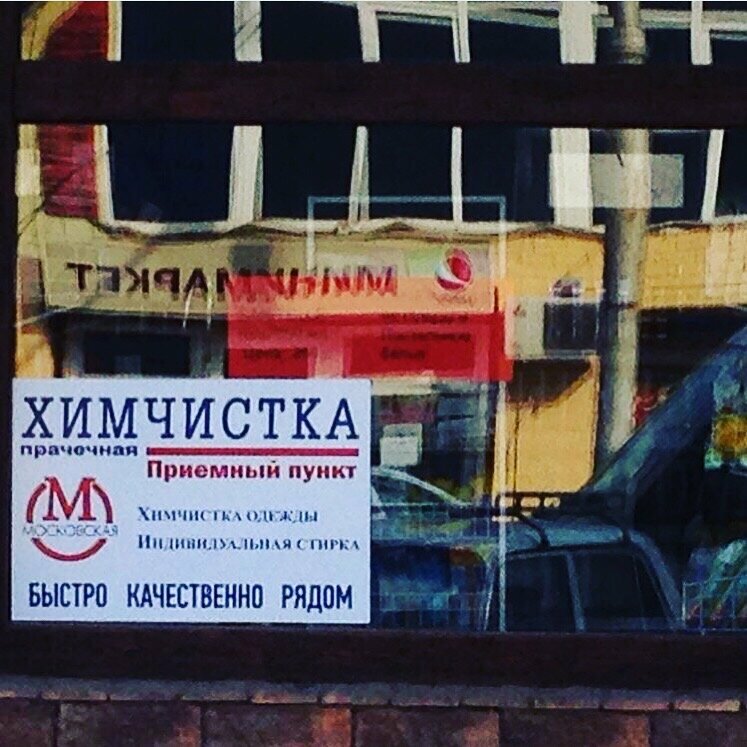 МИНИМАРКЕТ
ХИМЧИСТКА
прачечная
Приемный пункт
М
МОСКОВСКАЯ
Химчистка одежды
Индивидуальная стирка
БЫСТРО КАЧЕСТВЕННО РЯДОМ